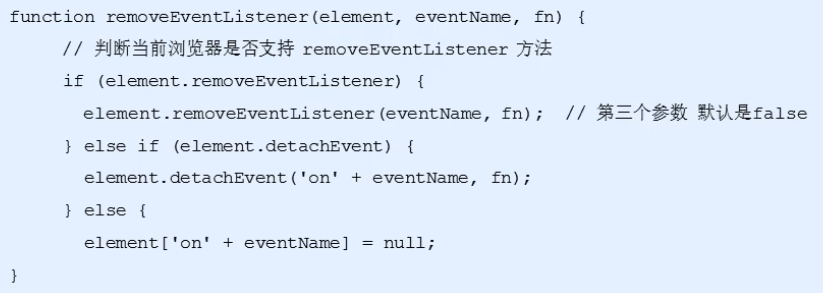 function removeEventListener(element, eventName, fn) {
// 判断当前浏览器是否支持 removeEventListener 方法
if (element.removeEventListener) {
element.removeEventListener(eventName, fn); // 第三个参数 默认是false
} else if (element.detachEvent) {
element.detachEvent('on' + eventName, fn);
} else {
element['on' + eventName] = null;
}